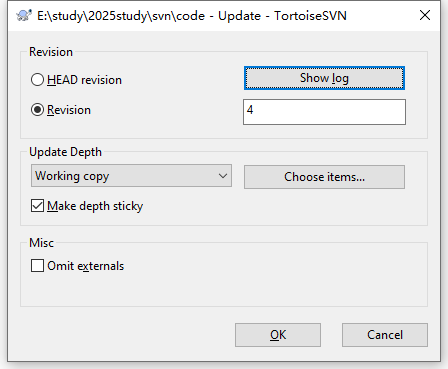 E:\study\2025study\svn\code - Update - TortoiseSVN
Revision
HEAD revision
Show log
Revision
4
Update Depth
Working copy
Choose items...
Make depth sticky
Misc
Omit externals
OK
Cancel